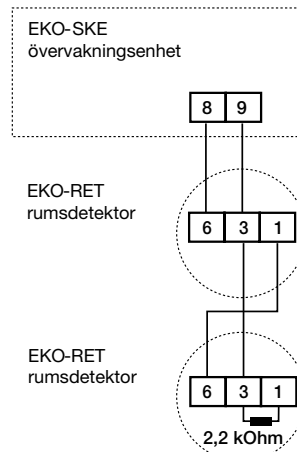 EKO-SKE
övervakningsenhet
8 9
EKO-RET
rumsdetektor
6 3 1
EKO-RET
rumsdetektor
6 3 1
2,2 kOhm